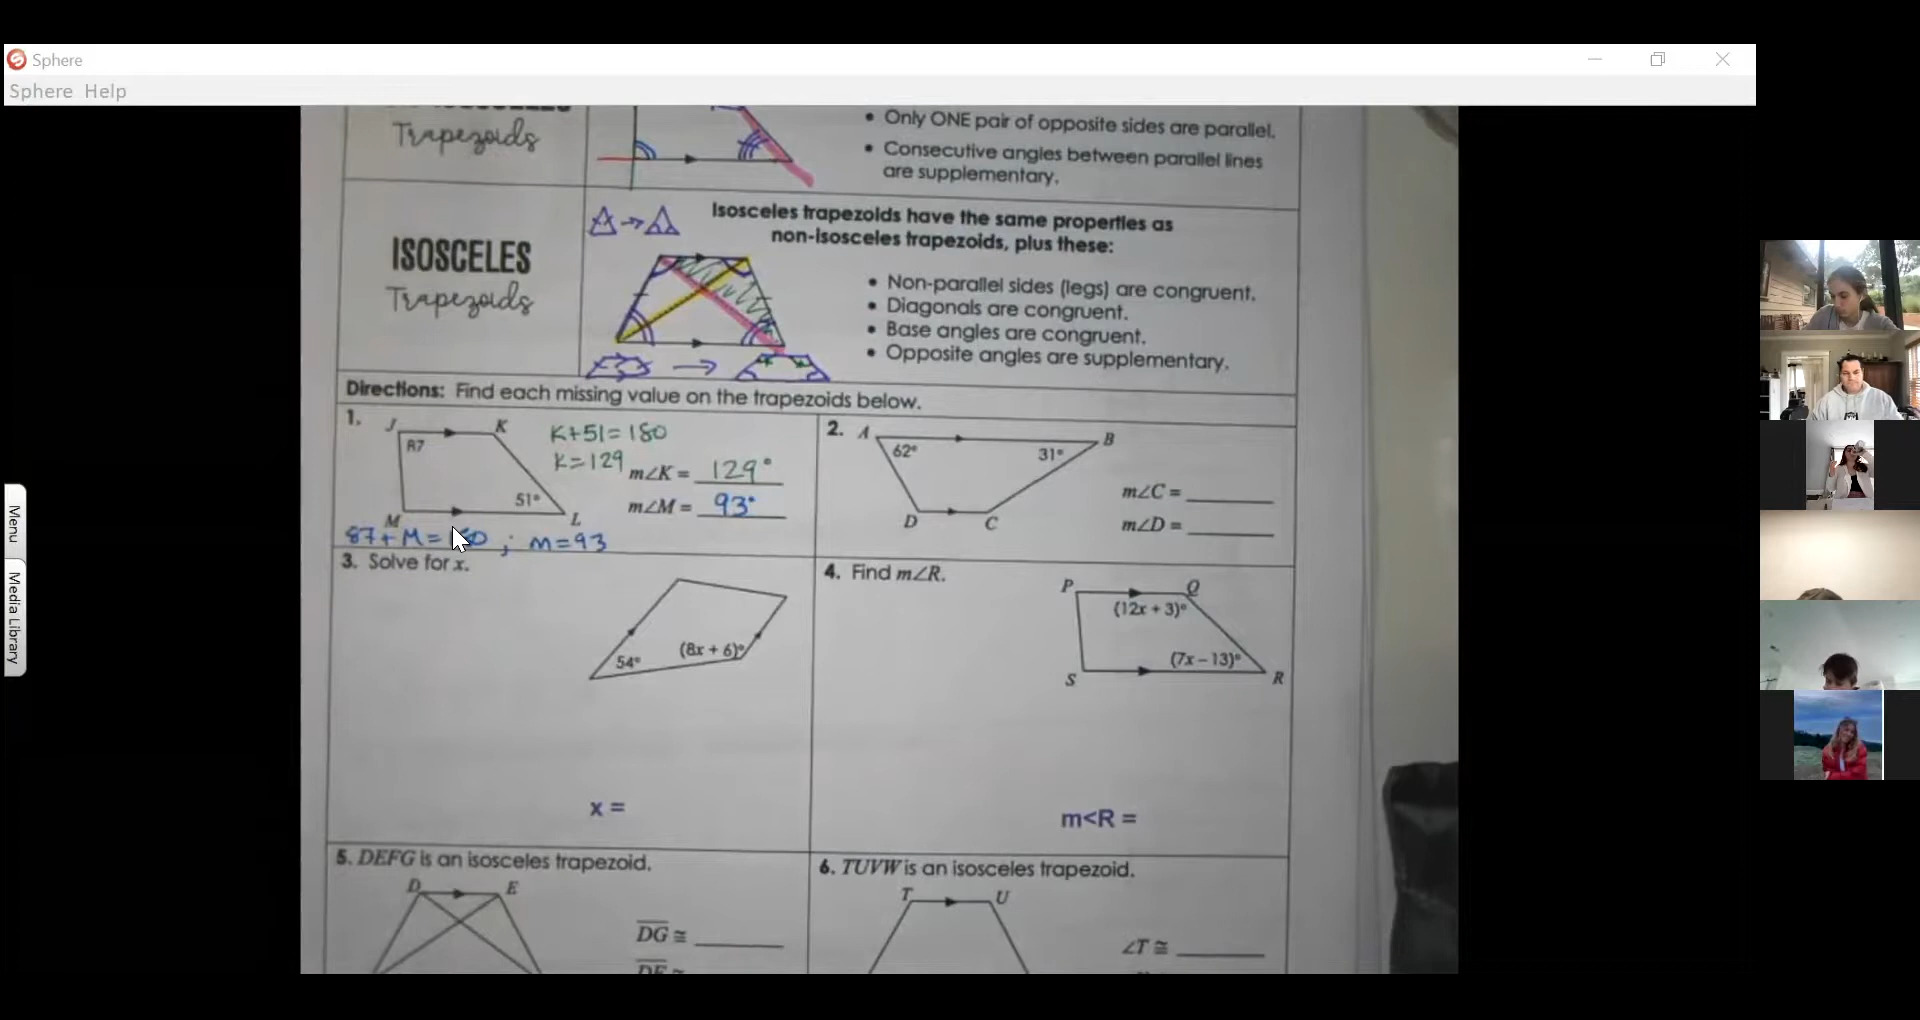 Sphere
Sphere Help
Menu
Media Library
Trapezoids
• Only ONE pair of opposite sides are parallel.
• Consecutive angles between parallel lines
are supplementary.
ISOSCELES
Trapezoids
Isosceles trapezoids have the same properties as
non-isosceles trapezoids, plus these:
• Non-parallel sides (legs) are congruent.
• Diagonals are congruent.
• Base angles are congruent.
• Opposite angles are supplementary.
Directions: Find each missing value on the trapezoids below.
1.
J
K
87
51°
M
L
K+51=180
K=129
m∠K = 129°
m∠M = 93°
87+M=180 ; m=93
2.
A
B
62°
31°
D
C
m∠C =
m∠D =
3. Solve for x.
54°
(8x + 6)°
x =
4. Find m∠R.
P
Q
(12x + 3)°
(7x – 13)°
S
R
m<R =
5. DEFG is an isosceles trapezoid.
D
E
DG ≅
6. TUVW is an isosceles trapezoid.
T
U
∠T ≅